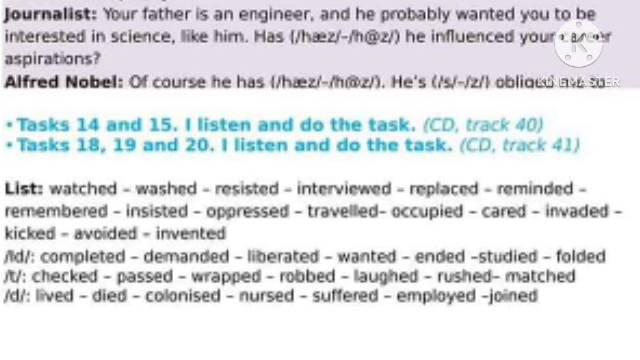 Journalist: Your father is an engineer, and he probably wanted you to be
interested in science, like him. Has (/hæz/–/h@z/) he influenced your career
aspirations?
Alfred Nobel: Of course he has (/hæz/–/h@z/). He's (/s/–/z/) obliged me to
KINEMASTER
• Tasks 14 and 15. I listen and do the task. (CD, track 40)
• Tasks 18, 19 and 20. I listen and do the task. (CD, track 41)
List: watched – washed – resisted – interviewed – replaced – reminded –
remembered – insisted – oppressed – travelled– occupied – cared – invaded –
kicked – avoided – invented
/Id/: completed – demanded – liberated – wanted – ended –studied – folded
/t/: checked – passed – wrapped – robbed – laughed – rushed– matched
/d/: lived – died – colonised – nursed – suffered – employed –joined